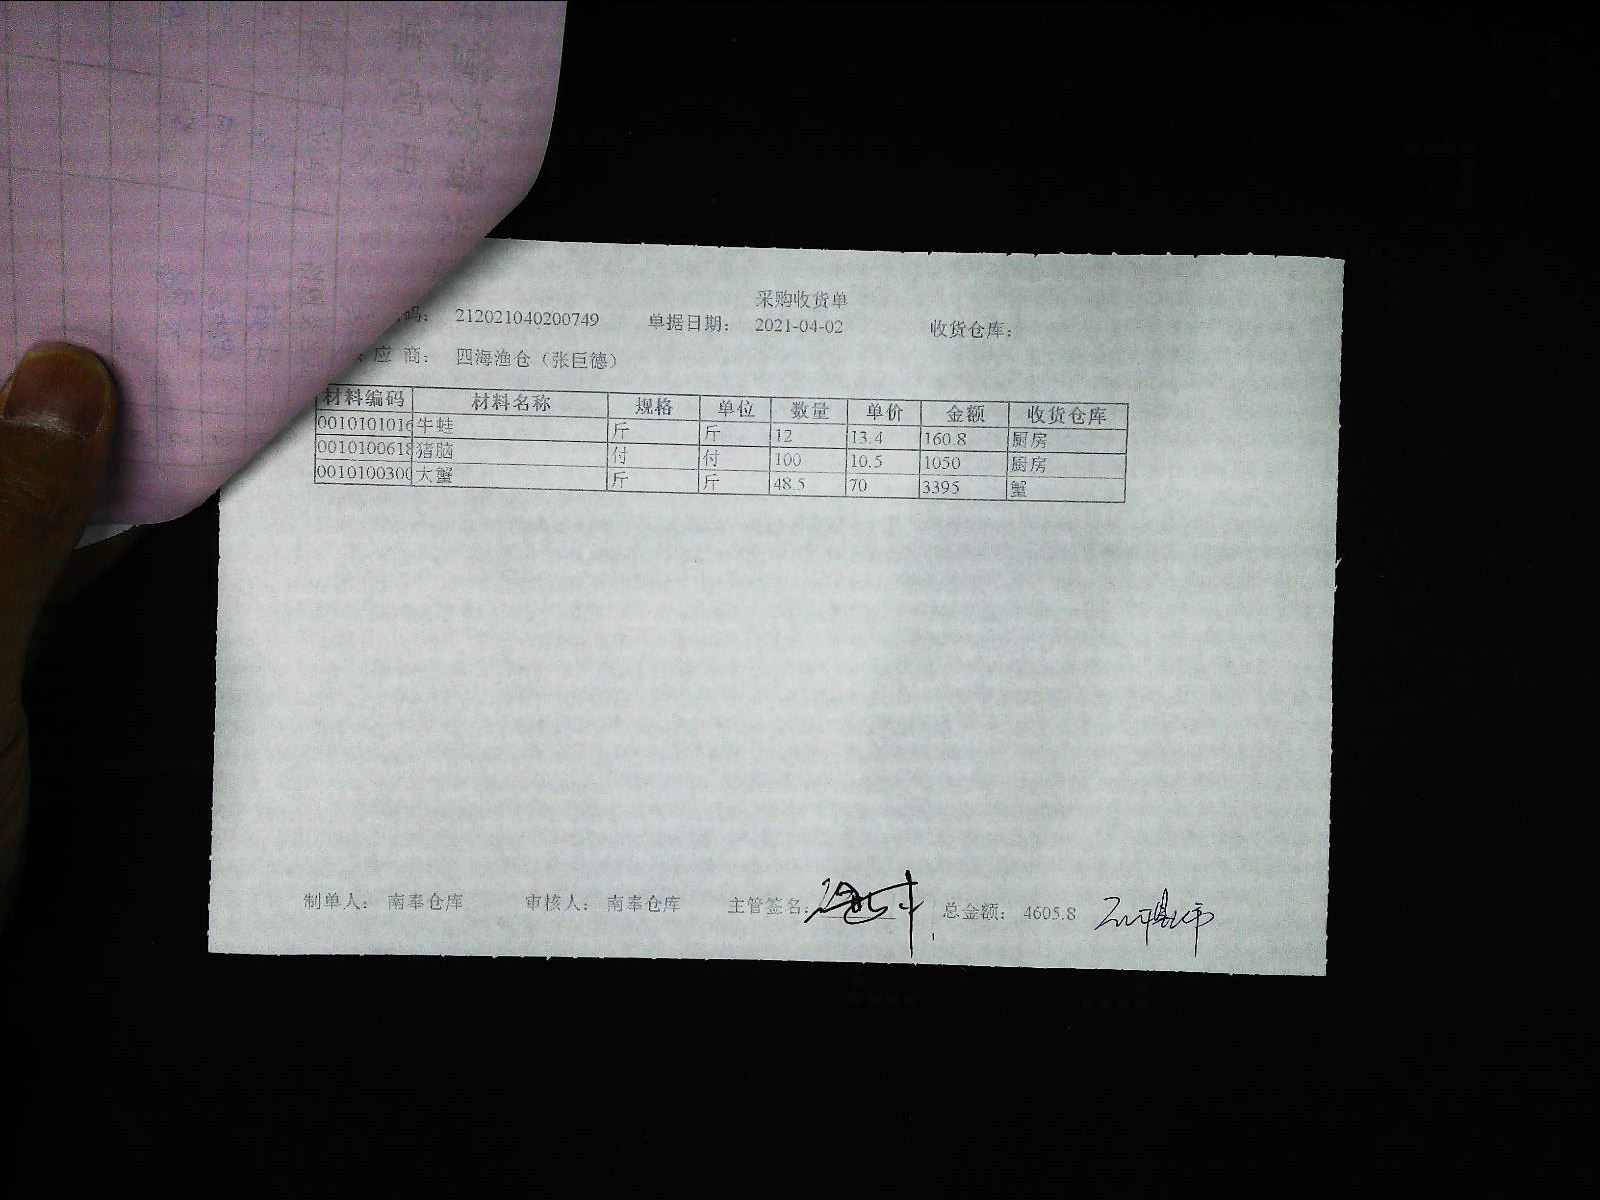 采购收货单
码： 212021040200749 单据日期： 2021-04-02 收货仓库：
应 商： 四海渔仓（张巨德）
材料编码 材料名称 规格 单位 数量 单价 金额 收货仓库
0010101016 牛蛙 斤 斤 12 13.4 160.8 厨房
0010100618 猪脑 付 付 100 10.5 1050 厨房
0010100300 大蟹 斤 斤 48.5 70 3395 蟹
制单人： 南奉仓库 审核人： 南奉仓库 主管签名： 总金额： 4605.8